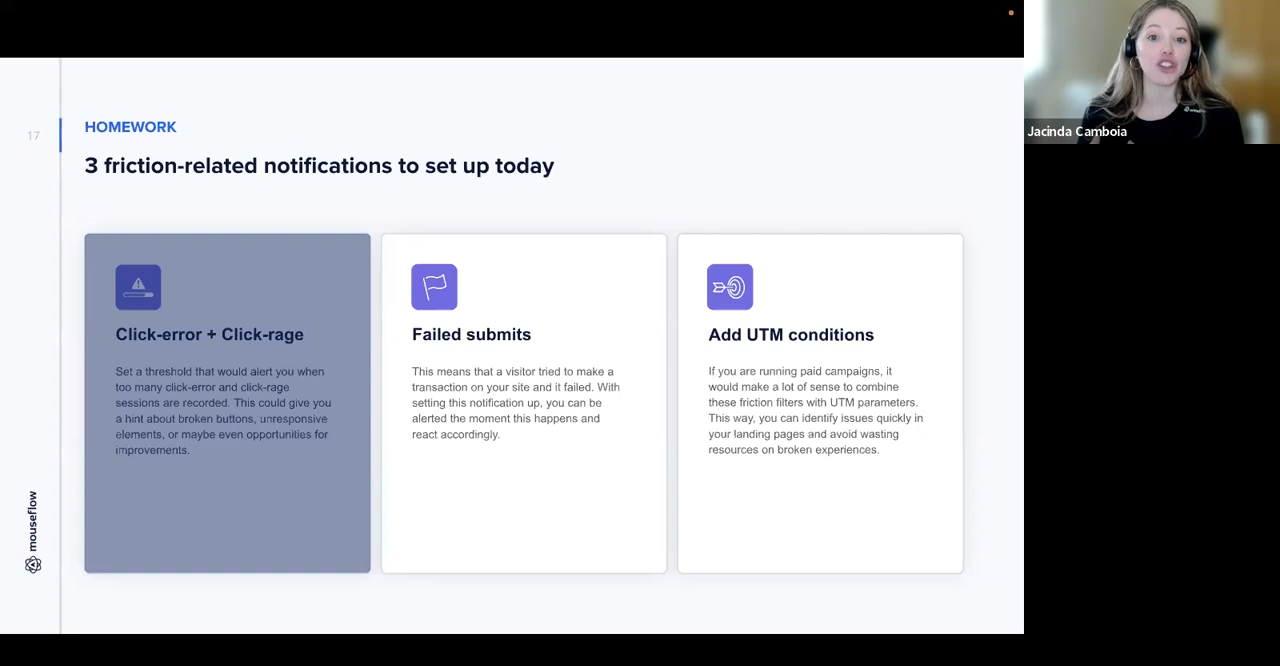 17
HOMEWORK
3 friction-related notifications to set up today
Click-error + Click-rage
Set a threshold that would alert you when
too many click-error and click-rage
sessions are recorded. This could give you
a hint about broken buttons, unresponsive
elements, or maybe even opportunities for
improvements.
Failed submits
This means that a visitor tried to make a
transaction on your site and it failed. With
setting this notification up, you can be
alerted the moment this happens and
react accordingly.
Add UTM conditions
If you are running paid campaigns, it
would make a lot of sense to combine
these friction filters with UTM parameters.
This way, you can identify issues quickly in
your landing pages and avoid wasting
resources on broken experiences.
mouseflow
Jacinda Camboia